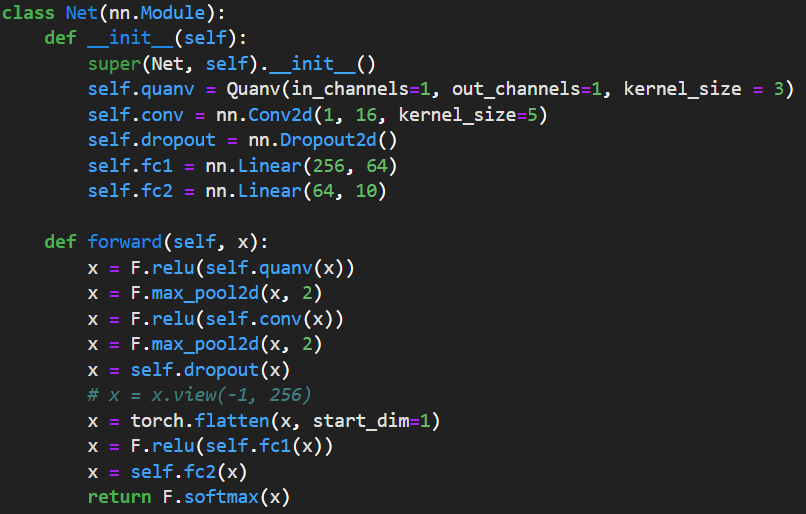 class Net(nn.Module):
    def __init__(self):
        super(Net, self).__init__()
        self.quanv = Quanv(in_channels=1, out_channels=1, kernel_size = 3)
        self.conv = nn.Conv2d(1, 16, kernel_size=5)
        self.dropout = nn.Dropout2d()
        self.fc1 = nn.Linear(256, 64)
        self.fc2 = nn.Linear(64, 10)

    def forward(self, x):
        x = F.relu(self.quanv(x))
        x = F.max_pool2d(x, 2)
        x = F.relu(self.conv(x))
        x = F.max_pool2d(x, 2)
        x = self.dropout(x)
        # x = x.view(-1, 256)
        x = torch.flatten(x, start_dim=1)
        x = F.relu(self.fc1(x))
        x = self.fc2(x)
        return F.softmax(x)